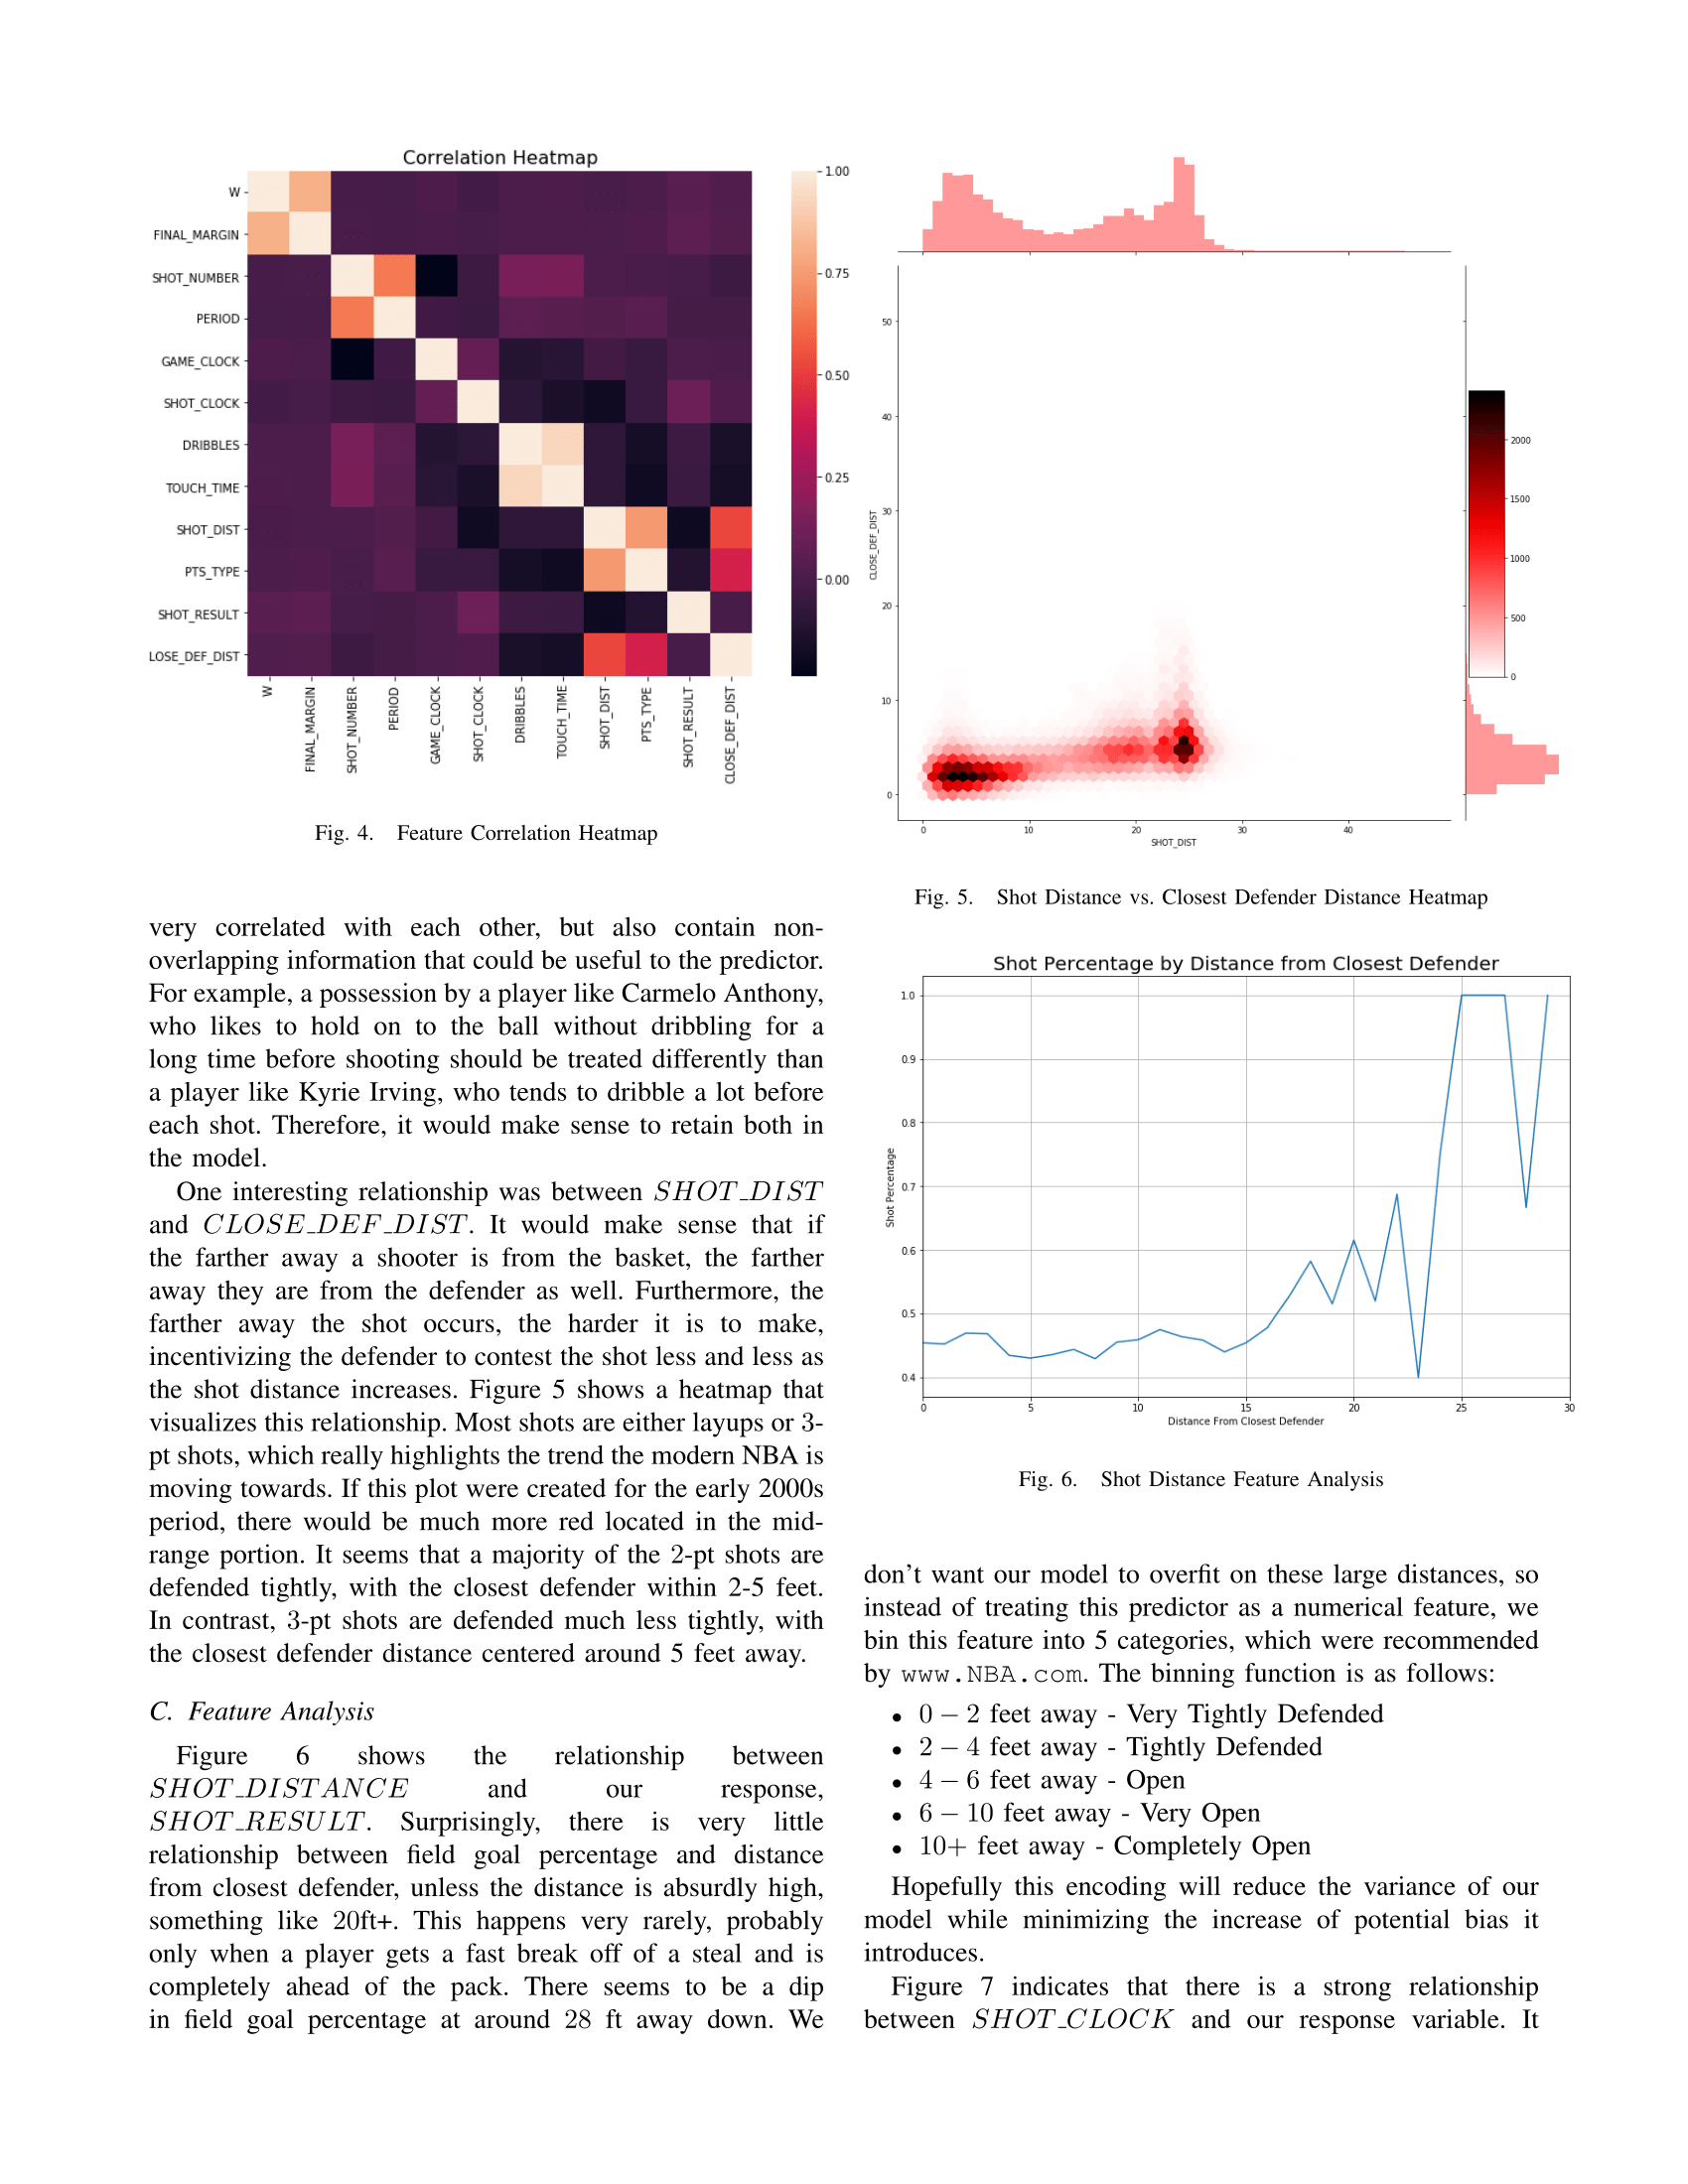 Correlation Heatmap
W
FINAL_MARGIN
SHOT_NUMBER
PERIOD
GAME_CLOCK
SHOT_CLOCK
DRIBBLES
TOUCH_TIME
SHOT_DIST
PTS_TYPE
SHOT_RESULT
LOSE_DEF_DIST
W
FINAL_MARGIN
SHOT_NUMBER
PERIOD
GAME_CLOCK
SHOT_CLOCK
DRIBBLES
TOUCH_TIME
SHOT_DIST
PTS_TYPE
SHOT_RESULT
CLOSE_DEF_DIST
1.00
0.75
0.50
0.25
0.00
Fig. 4. Feature Correlation Heatmap
very correlated with each other, but also contain non-
overlapping information that could be useful to the predictor.
For example, a possession by a player like Carmelo Anthony,
who likes to hold on to the ball without dribbling for a
long time before shooting should be treated differently than
a player like Kyrie Irving, who tends to dribble a lot before
each shot. Therefore, it would make sense to retain both in
the model.
One interesting relationship was between SHOT_DIST
and CLOSE_DEF_DIST. It would make sense that if
the farther away a shooter is from the basket, the farther
away they are from the defender as well. Furthermore, the
farther away the shot occurs, the harder it is to make,
incentivizing the defender to contest the shot less and less as
the shot distance increases. Figure 5 shows a heatmap that
visualizes this relationship. Most shots are either layups or 3-
pt shots, which really highlights the trend the modern NBA is
moving towards. If this plot were created for the early 2000s
period, there would be much more red located in the mid-
range portion. It seems that a majority of the 2-pt shots are
defended tightly, with the closest defender within 2-5 feet.
In contrast, 3-pt shots are defended much less tightly, with
the closest defender distance centered around 5 feet away.
C. Feature Analysis
Figure 6 shows the relationship between
SHOT_DISTANCE and our response,
SHOT_RESULT. Surprisingly, there is very little
relationship between field goal percentage and distance
from closest defender, unless the distance is absurdly high,
something like 20ft+. This happens very rarely, probably
only when a player gets a fast break off of a steal and is
completely ahead of the pack. There seems to be a dip
in field goal percentage at around 28 ft away down. We
50
40
30
20
10
0
CLOSE_DEF_DIST
0 10 20 30 40
SHOT_DIST
2000
1500
1000
500
0
Fig. 5. Shot Distance vs. Closest Defender Distance Heatmap
Shot Percentage by Distance from Closest Defender
1.0
0.9
0.8
0.7
0.6
0.5
0.4
Shot Percentage
0 5 10 15 20 25 30
Distance From Closest Defender
Fig. 6. Shot Distance Feature Analysis
don't want our model to overfit on these large distances, so
instead of treating this predictor as a numerical feature, we
bin this feature into 5 categories, which were recommended
by www.NBA.com. The binning function is as follows:
• 0 − 2 feet away - Very Tightly Defended
• 2 − 4 feet away - Tightly Defended
• 4 − 6 feet away - Open
• 6 − 10 feet away - Very Open
• 10+ feet away - Completely Open
Hopefully this encoding will reduce the variance of our
model while minimizing the increase of potential bias it
introduces.
Figure 7 indicates that there is a strong relationship
between SHOT_CLOCK and our response variable. It